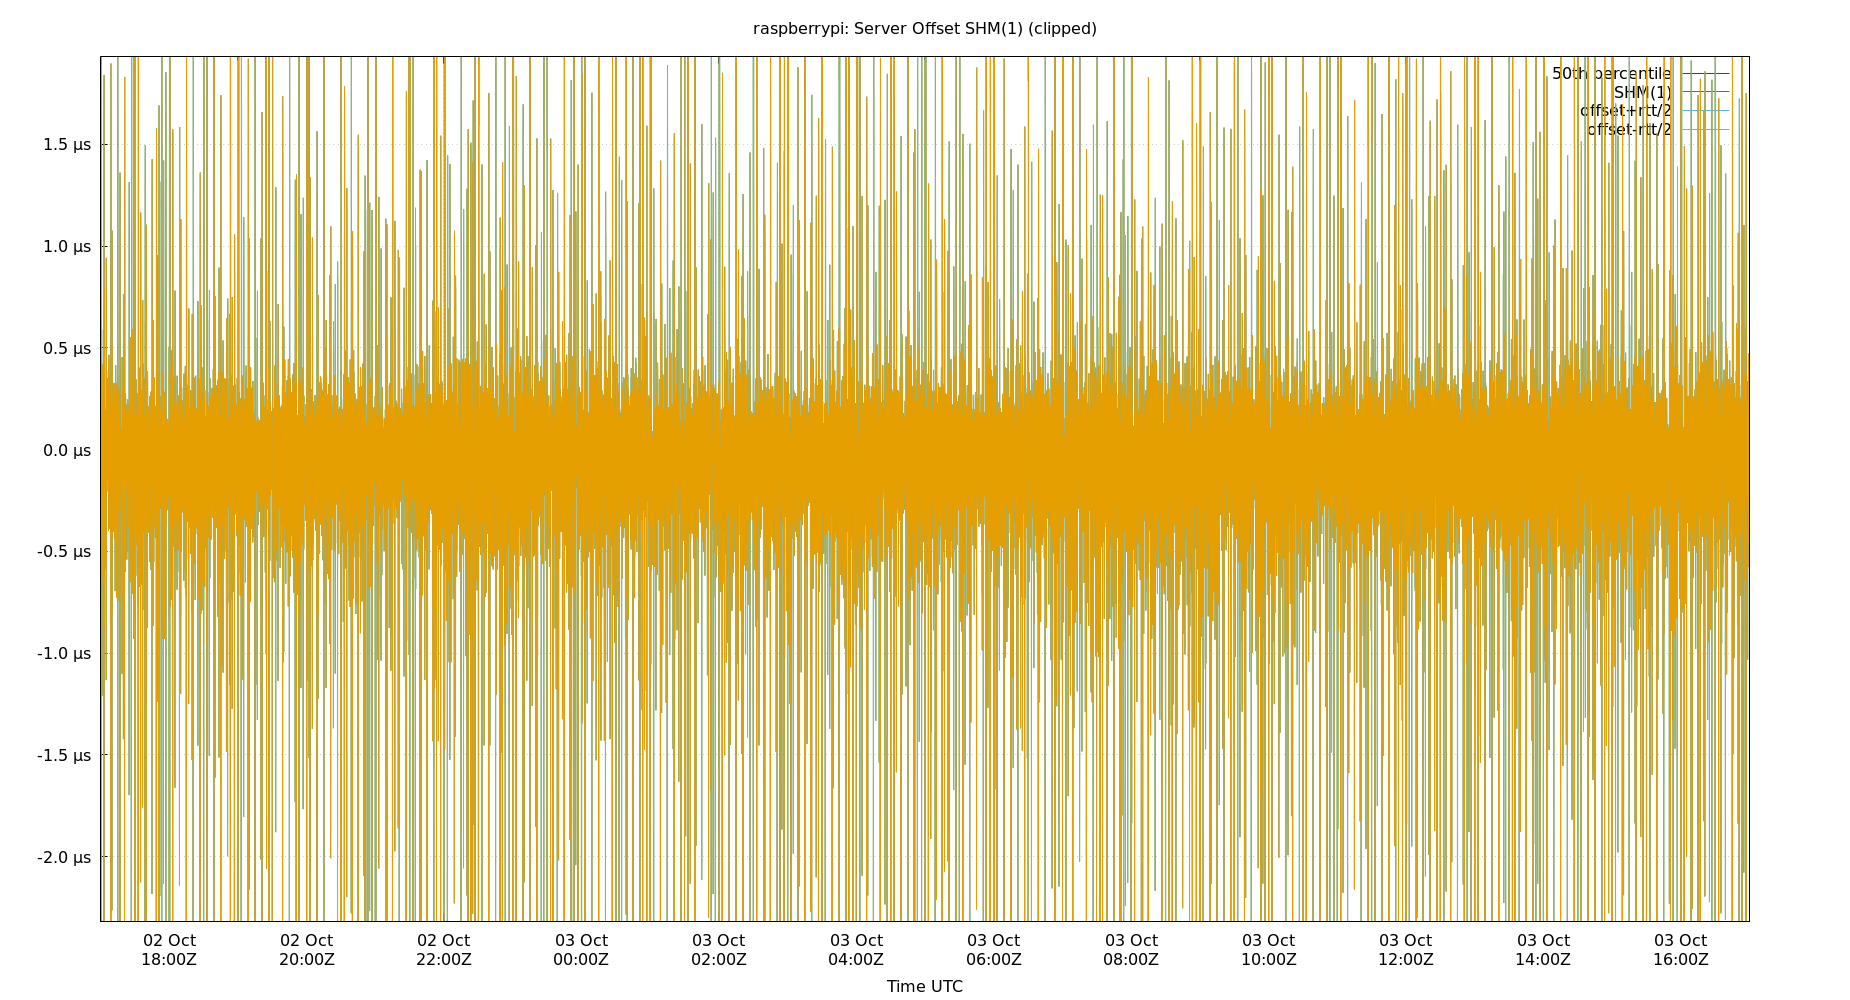 raspberrypi: Server Offset SHM(1) (clipped)
50th percentile
SHM(1)
offset+rtt/2
offset-rtt/2
1.5 µs
1.0 µs
0.5 µs
0.0 µs
-0.5 µs
-1.0 µs
-1.5 µs
-2.0 µs
02 Oct 02 Oct 02 Oct 03 Oct 03 Oct 03 Oct 03 Oct 03 Oct 03 Oct 03 Oct 03 Oct 03 Oct
18:00Z 20:00Z 22:00Z 00:00Z 02:00Z 04:00Z 06:00Z 08:00Z 10:00Z 12:00Z 14:00Z 16:00Z
Time UTC